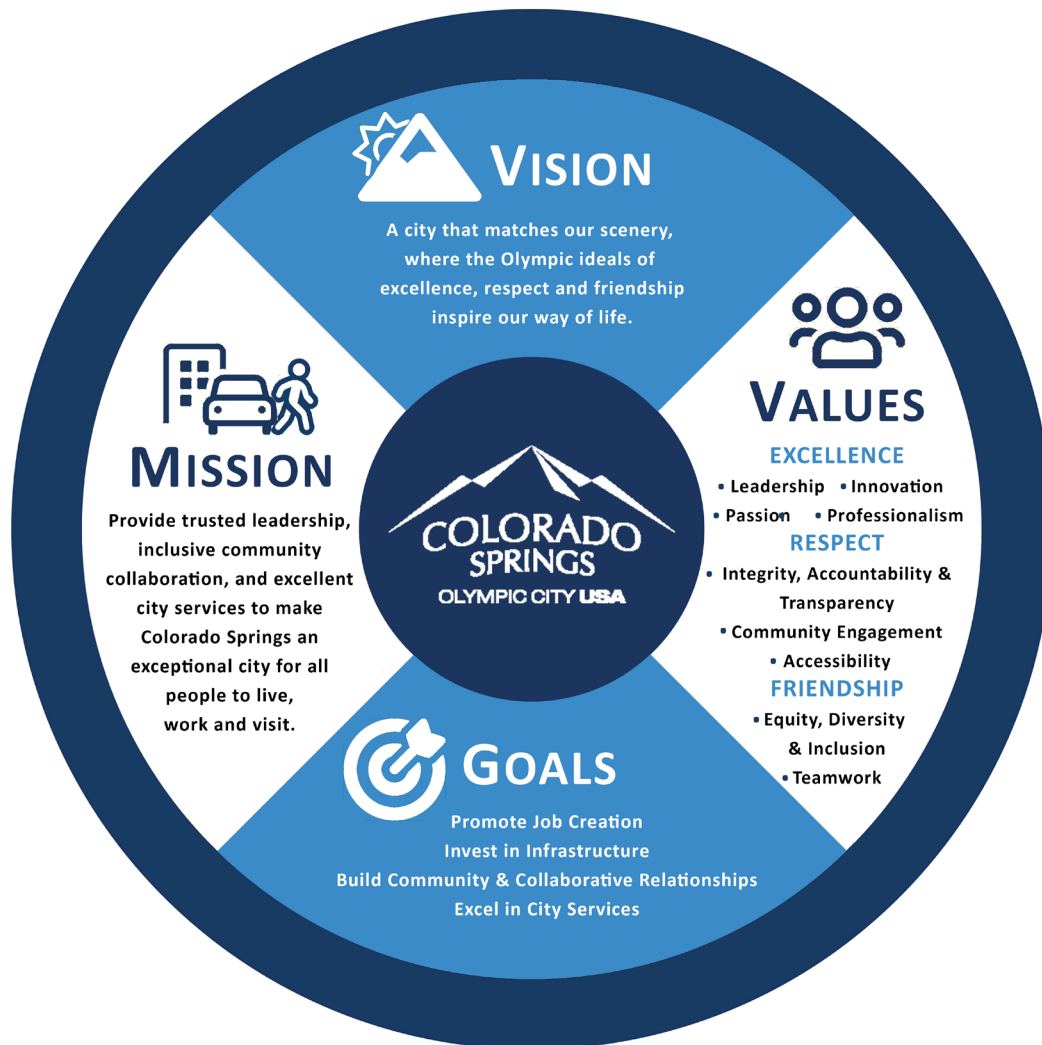 VISION
A city that matches our scenery,
where the Olympic ideals of
excellence, respect and friendship
inspire our way of life.
MISSION
Provide trusted leadership,
inclusive community
collaboration, and excellent
city services to make
Colorado Springs an
exceptional city for all
people to live,
work and visit.
COLORADO
SPRINGS
OLYMPIC CITY USA
VALUES
EXCELLENCE
• Leadership • Innovation
• Passion • Professionalism
RESPECT
• Integrity, Accountability &
Transparency
• Community Engagement
• Accessibility
FRIENDSHIP
• Equity, Diversity
& Inclusion
• Teamwork
GOALS
Promote Job Creation
Invest in Infrastructure
Build Community & Collaborative Relationships
Excel in City Services